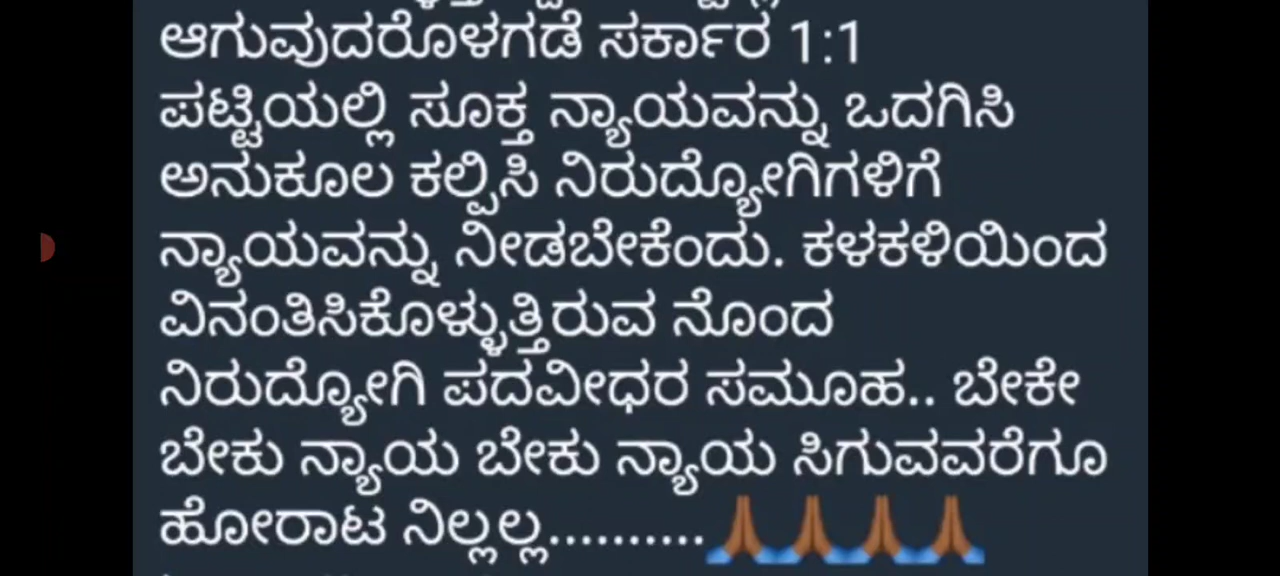 ಆಗುವುದರೊಳಗಡೆ ಸರ್ಕಾರ 1:1
ಪಟ್ಟಿಯಲ್ಲಿ ಸೂಕ್ತ ನ್ಯಾಯವನ್ನು ಒದಗಿಸಿ
ಅನುಕೂಲ ಕಲ್ಪಿಸಿ ನಿರುದ್ಯೋಗಿಗಳಿಗೆ
ನ್ಯಾಯವನ್ನು ನೀಡಬೇಕೆಂದು. ಕಳಕಳಿಯಿಂದ
ವಿನಂತಿಸಿಕೊಳ್ಳುತ್ತಿರುವ ನೊಂದ
ನಿರುದ್ಯೋಗಿ ಪದವೀಧರ ಸಮೂಹ.. ಬೇಕೇ
ಬೇಕು ನ್ಯಾಯ ಬೇಕು ನ್ಯಾಯ ಸಿಗುವವರೆಗೂ
ಹೋರಾಟ ನಿಲ್ಲಲ್ಲ..........🙏🏾🙏🏾🙏🏾🙏🏾